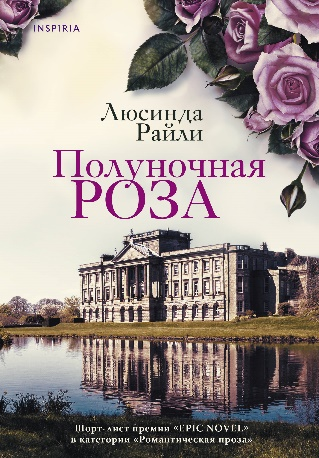 INSPIRIA
Люсинда
Райли
Полуночная
РОЗА
Шорт-лист премии «EPIC NOVEL»
в категории «Романтическая проза»